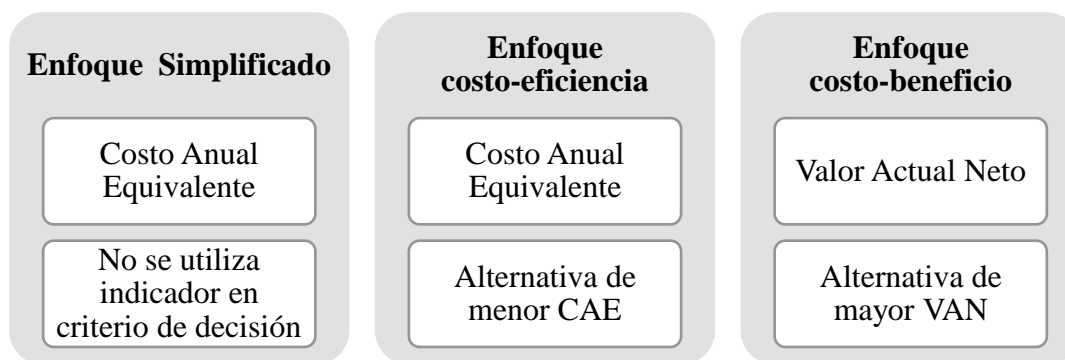 Enfoque Simplificado
Costo Anual
Equivalente
No se utiliza
indicador en
criterio de decisión
Enfoque
costo-eficiencia
Costo Anual
Equivalente
Alternativa de
menor CAE
Enfoque
costo-beneficio
Valor Actual Neto
Alternativa de
mayor VAN